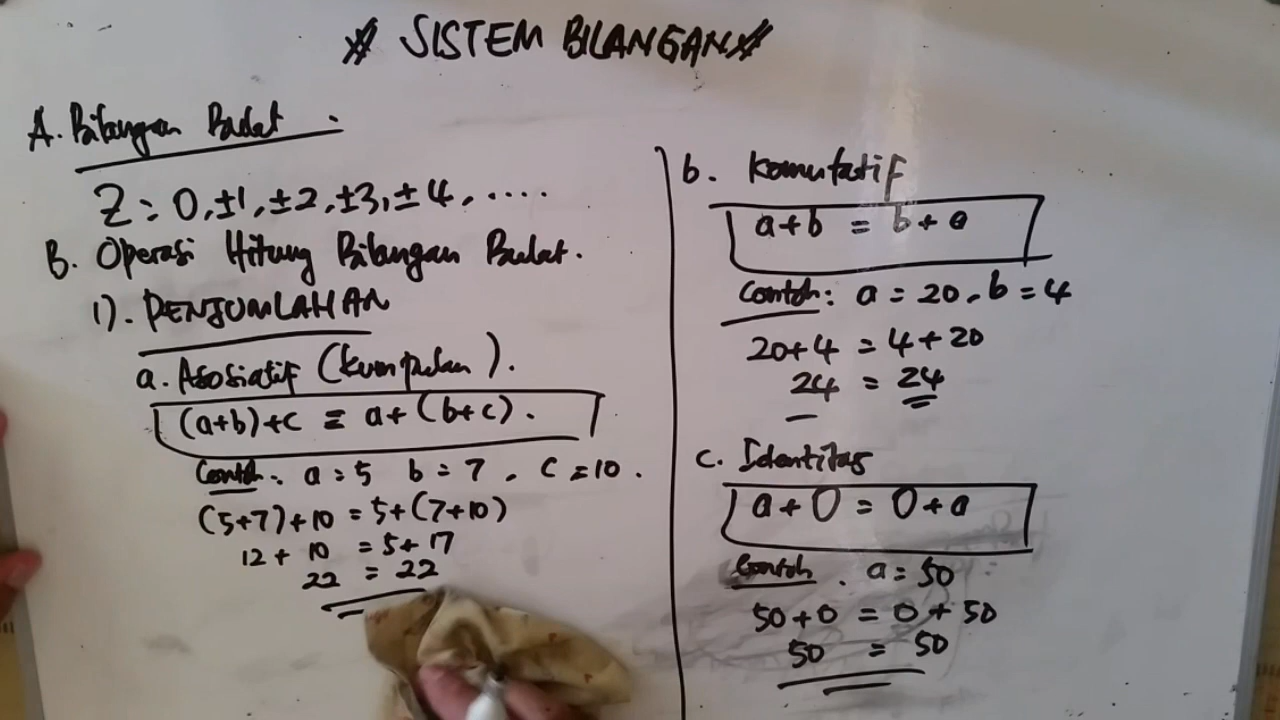 SISTEM BILANGAN
A. Bilangan Bulat
Z = 0, ±1, ±2, ±3, ±4, ....
B. Operasi Hitung Bilangan Bulat.
1). PENJUMLAHAN
a. Asosiatif (kumpulan).
(a+b)+c = a+(b+c).
Contoh: a = 5 b = 7, c = 10.
(5+7)+10 = 5+(7+10)
12 + 10 = 5+17
22 = 22
b. Komutatif
a+b = b+a
Contoh: a = 20, b = 4
20+4 = 4+20
24 = 24
c. Identitas
a + 0 = 0 + a
Contoh. a = 50
50+0 = 0 + 50
50 = 50